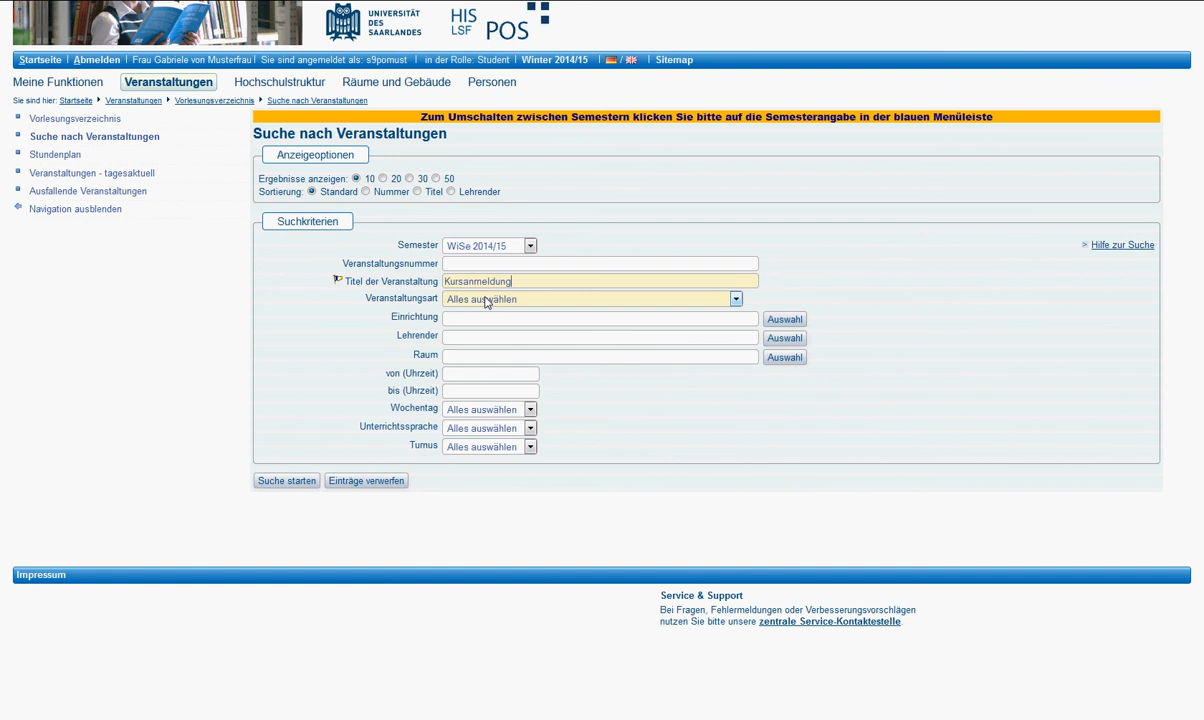 UNIVERSITÄT
DES
SAARLANDES
HIS
LSF
POS
Startseite | Abmelden | Frau Gabriele von Musterfrau | Sie sind angemeldet als: s9pomust | in der Rolle: Student | Winter 2014/15 | / | Sitemap
Meine Funktionen Veranstaltungen Hochschulstruktur Räume und Gebäude Personen
Sie sind hier: Startseite Veranstaltungen Vorlesungsverzeichnis Suche nach Veranstaltungen
Vorlesungsverzeichnis
Suche nach Veranstaltungen
Stundenplan
Veranstaltungen - tagesaktuell
Ausfallende Veranstaltungen
Navigation ausblenden
Zum Umschalten zwischen Semestern klicken Sie bitte auf die Semesterangabe in der blauen Menüleiste
Suche nach Veranstaltungen
Anzeigeoptionen
Ergebnisse anzeigen: 10 20 30 50
Sortierung: Standard Nummer Titel Lehrender
Suchkriterien
Semester WiSe 2014/15 > Hilfe zur Suche
Veranstaltungsnummer
Titel der Veranstaltung Kursanmeldung
Veranstaltungsart Alles auswählen
Einrichtung Auswahl
Lehrender Auswahl
Raum Auswahl
von (Uhrzeit)
bis (Uhrzeit)
Wochentag Alles auswählen
Unterrichtssprache Alles auswählen
Turnus Alles auswählen
Suche starten Einträge verwerfen
Impressum
Service & Support
Bei Fragen, Fehlermeldungen oder Verbesserungsvorschlägen
nutzen Sie bitte unsere zentrale Service-Kontaktestelle.